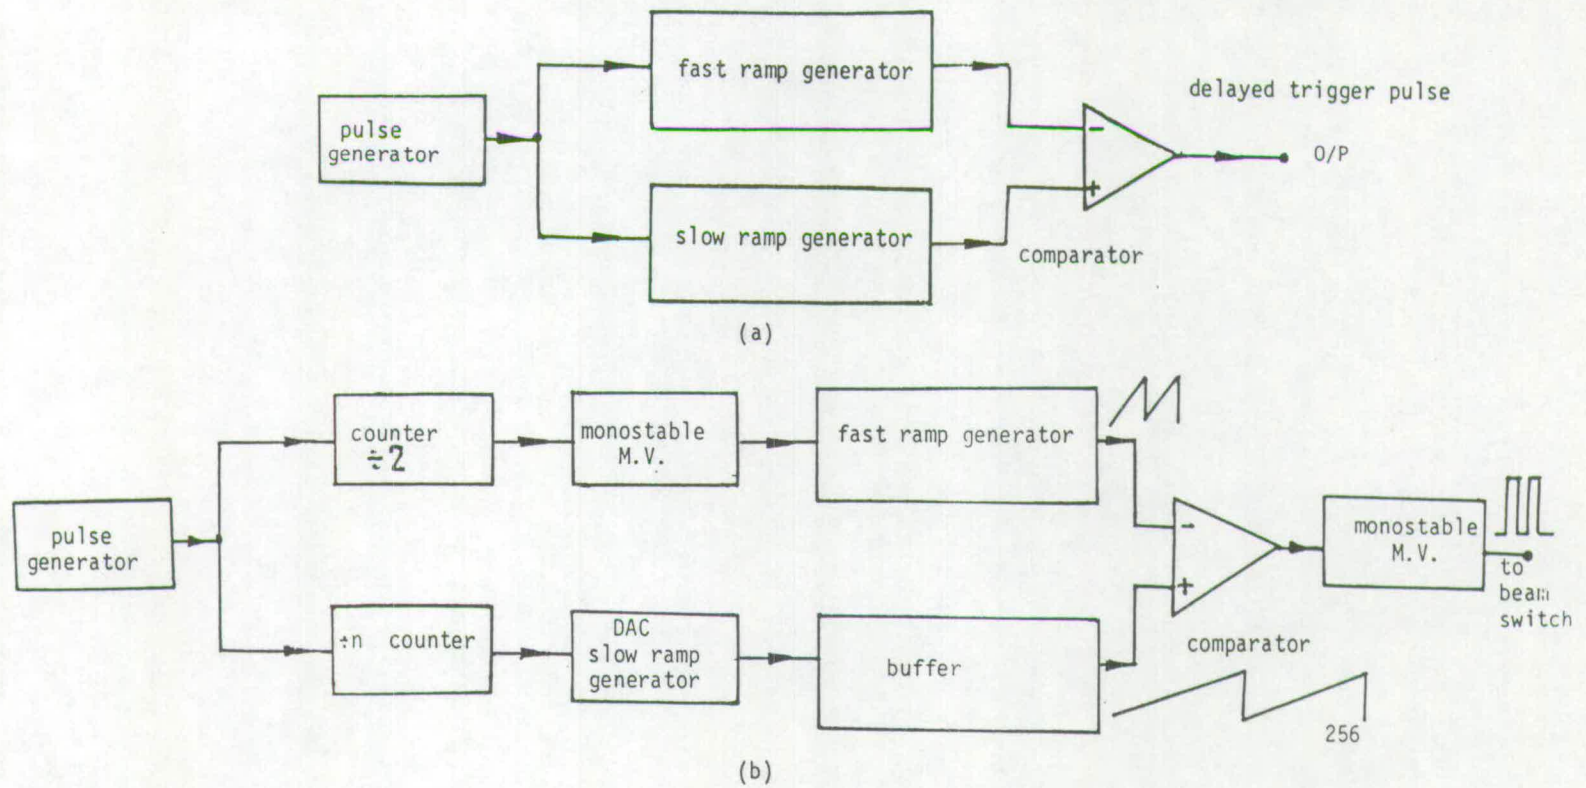 fast ramp generator
delayed trigger pulse
pulse
generator
-
O/P
+
slow ramp generator
comparator
(a)
counter
÷2
monostable
M.V.
fast ramp generator
pulse
generator
-
monostable
M.V.
+
to
beam
switch
÷n counter
DAC
slow ramp
generator
buffer
comparator
256
(b)